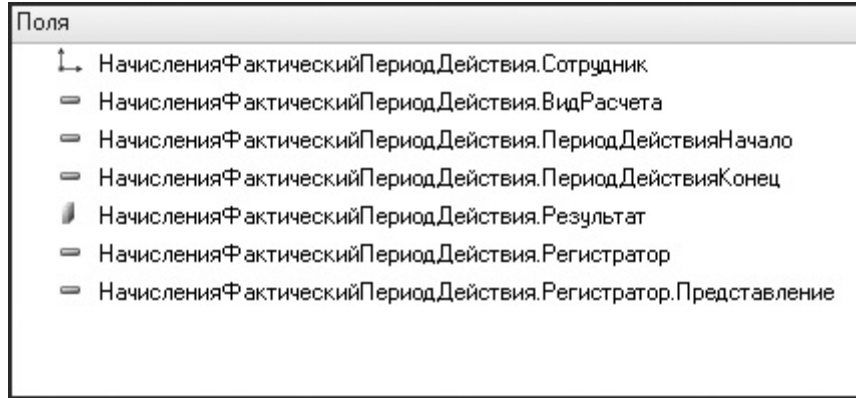 Поля
НачисленияФактическийПериодДействия.Сотрудник
НачисленияФактическийПериодДействия.ВидРасчета
НачисленияФактическийПериодДействия.ПериодДействияНачало
НачисленияФактическийПериодДействия.ПериодДействияКонец
НачисленияФактическийПериодДействия.Результат
НачисленияФактическийПериодДействия.Регистратор
НачисленияФактическийПериодДействия.Регистратор.Представление